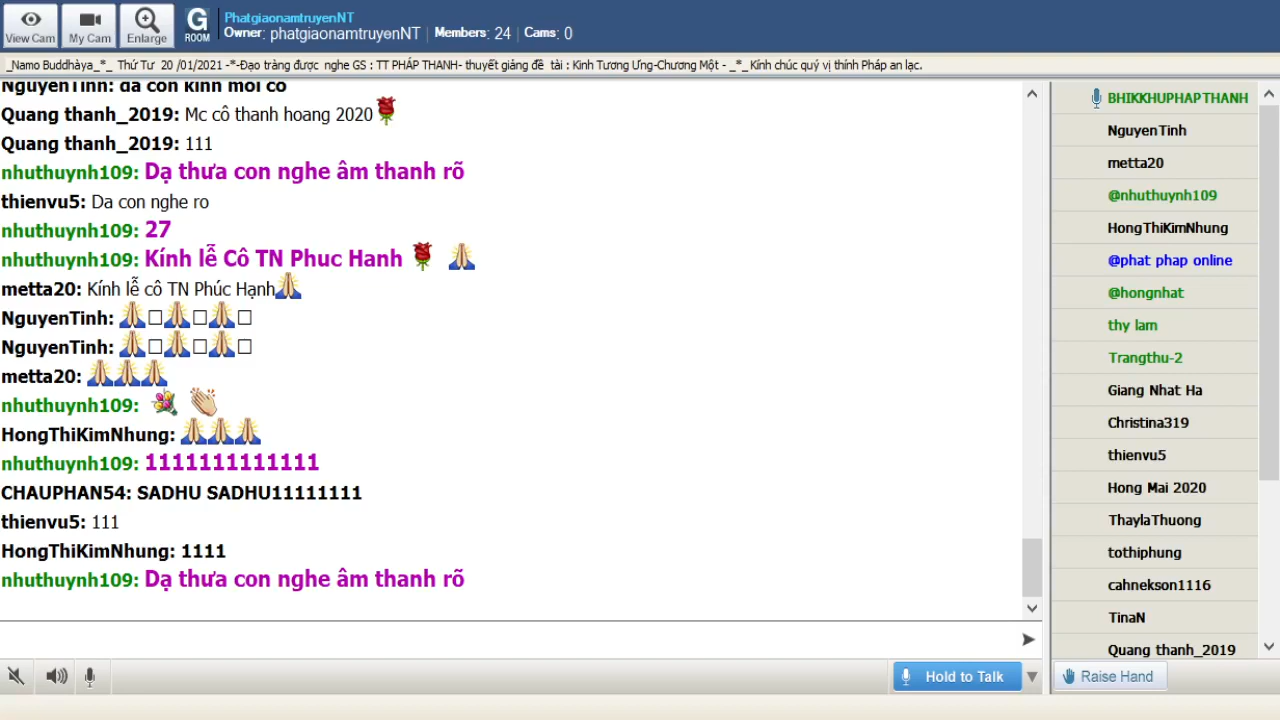 View Cam
My Cam
Enlarge
G ROOM
PhatgiaonamtruyenNT
Owner: phatgiaonamtruyenNT | Members: 24 | Cams: 0
_Namo Buddhàya_*_ Thứ Tư 20 /01/2021 -*-Đạo tràng được nghe GS : TT PHÁP THANH- thuyết giảng đề tài : Kinh Tương Ưng-Chương Một - _*_Kính chúc quý vị thính Pháp an lạc.
NguyenTinh: da con kinh moi co
Quang thanh_2019: Mc cô thanh hoang 2020
Quang thanh_2019: 111
nhuthuynh109: Dạ thưa con nghe âm thanh rõ
thienvu5: Da con nghe ro
nhuthuynh109: 27
nhuthuynh109: Kính lễ Cô TN Phuc Hanh
metta20: Kính lễ cô TN Phúc Hạnh
NguyenTinh:
NguyenTinh:
metta20:
nhuthuynh109:
HongThiKimNhung:
nhuthuynh109: 1111111111111
CHAUPHAN54: SADHU SADHU11111111
thienvu5: 111
HongThiKimNhung: 1111
nhuthuynh109: Dạ thưa con nghe âm thanh rõ
Hold to Talk
BHIKKHUPHAPTHANH
NguyenTinh
metta20
@nhuthuynh109
HongThiKimNhung
@phat phap online
@hongnhat
thy lam
Trangthu-2
Giang Nhat Ha
Christina319
thienvu5
Hong Mai 2020
ThaylaThuong
tothiphung
cahnekson1116
TinaN
Quang thanh_2019
Raise Hand